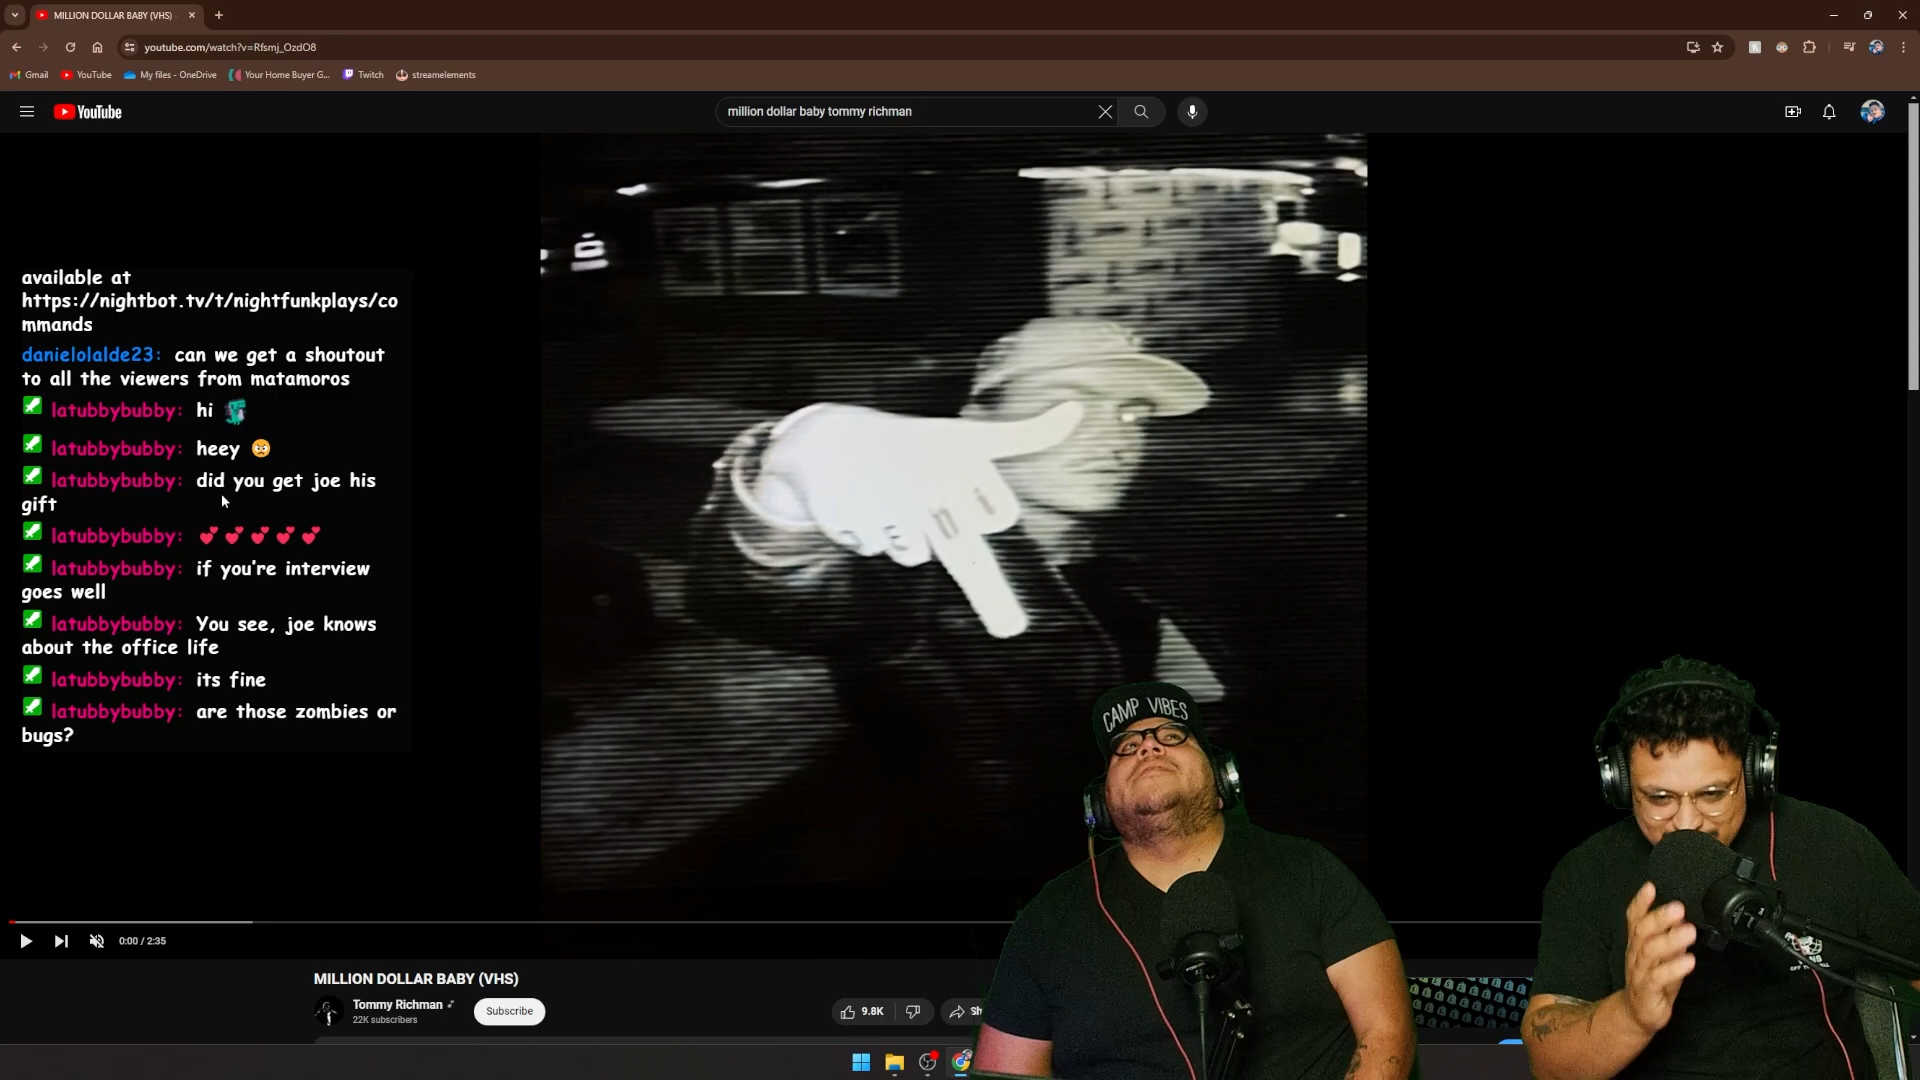 MILLION DOLLAR BABY (VHS)
youtube.com/watch?v=Rfsmj_OzdO8
Gmail
YouTube
My files - OneDrive
Your Home Buyer G...
Twitch
streamelements
YouTube
million dollar baby tommy richman
available at
https://nightbot.tv/t/nightfunkplays/co
mmands
danielolalde23: can we get a shoutout
to all the viewers from matamoros
latubbybubby: hi
latubbybubby: heey
latubbybubby: did you get joe his
gift
latubbybubby:
latubbybubby: if you're interview
goes well
latubbybubby: You see, joe knows
about the office life
latubbybubby: its fine
latubbybubby: are those zombies or
bugs?
CAMP VIBES
0:00 / 2:35
MILLION DOLLAR BABY (VHS)
Tommy Richman
22K subscribers
Subscribe
9.8K
Sh